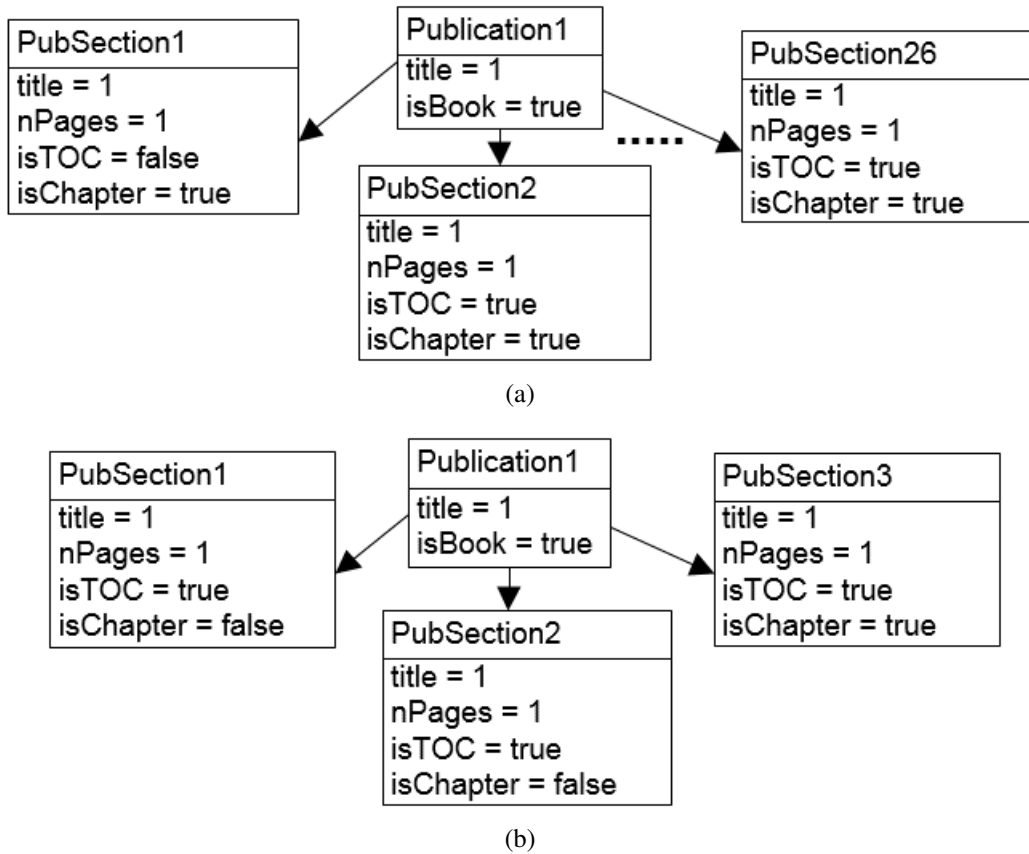 PubSection1
title = 1
nPages = 1
isTOC = false
isChapter = true
Publication1
title = 1
isBook = true
PubSection26
title = 1
nPages = 1
isTOC = true
isChapter = true
.....
PubSection2
title = 1
nPages = 1
isTOC = true
isChapter = true
(a)
PubSection1
title = 1
nPages = 1
isTOC = true
isChapter = false
Publication1
title = 1
isBook = true
PubSection3
title = 1
nPages = 1
isTOC = true
isChapter = true
PubSection2
title = 1
nPages = 1
isTOC = true
isChapter = false
(b)